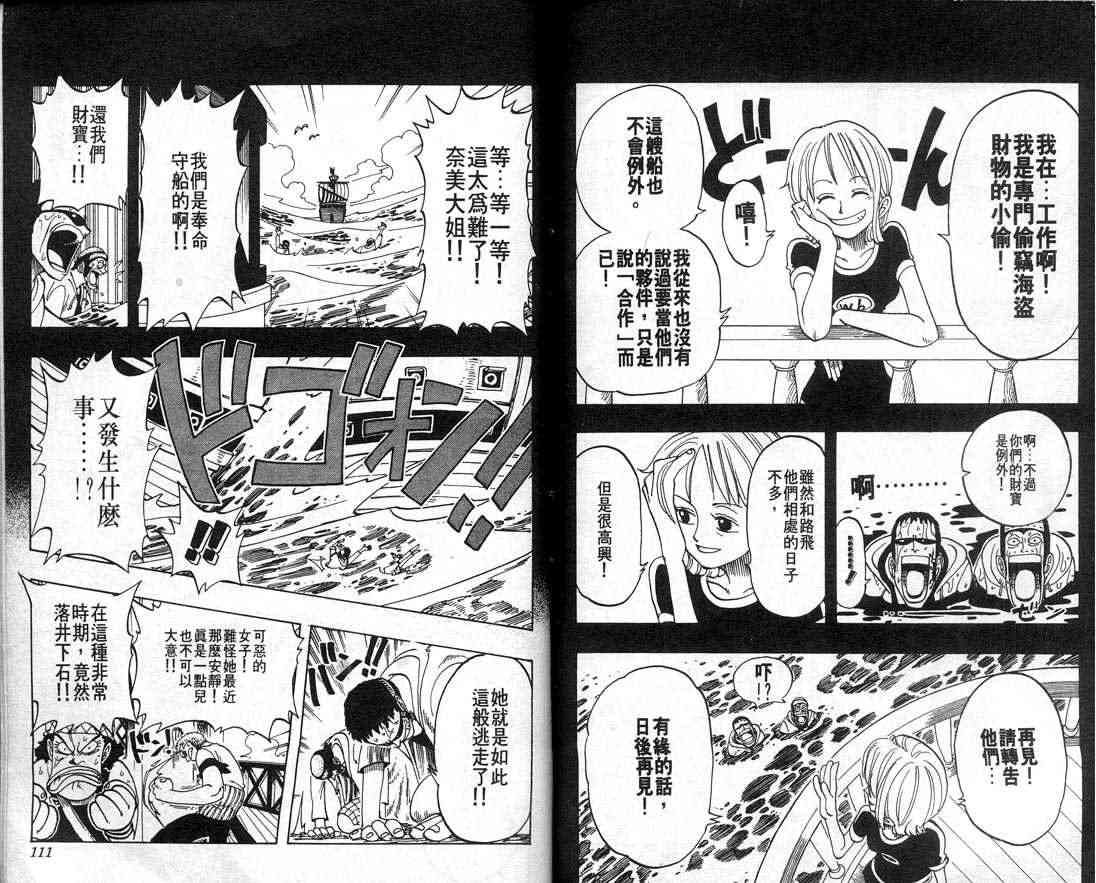 我在…工作啊！
我是專門偷竊海盜
財物的小偷！
ど一ん
嘻！
這艘船也
不會例外。
我從來也沒有
說過要當他們
的夥伴，只是
說「合作」而
已！
啊…不過
你們的財寶
是例外！
啊………
雖然和路飛
他們相處的日子
不多，
但是很高興！
再見！
請轉告
他們…
吓!?
有緣的話，
日後再見！
等…等一等！
這太為難了！
奈美大姐!!
我們是奉命
守船的啊!!
還我們
財寶…!!
ドゴオン!!!
又發生什麼
事……!?
!!
她就是如此
這般逃走了!!
!!
可惡的
女子！
難怪她最近
那麼安靜！
眞是一點兒
也不可以
大意!!
ドン!
在這種非常
時期，竟然
落井下石!!
111